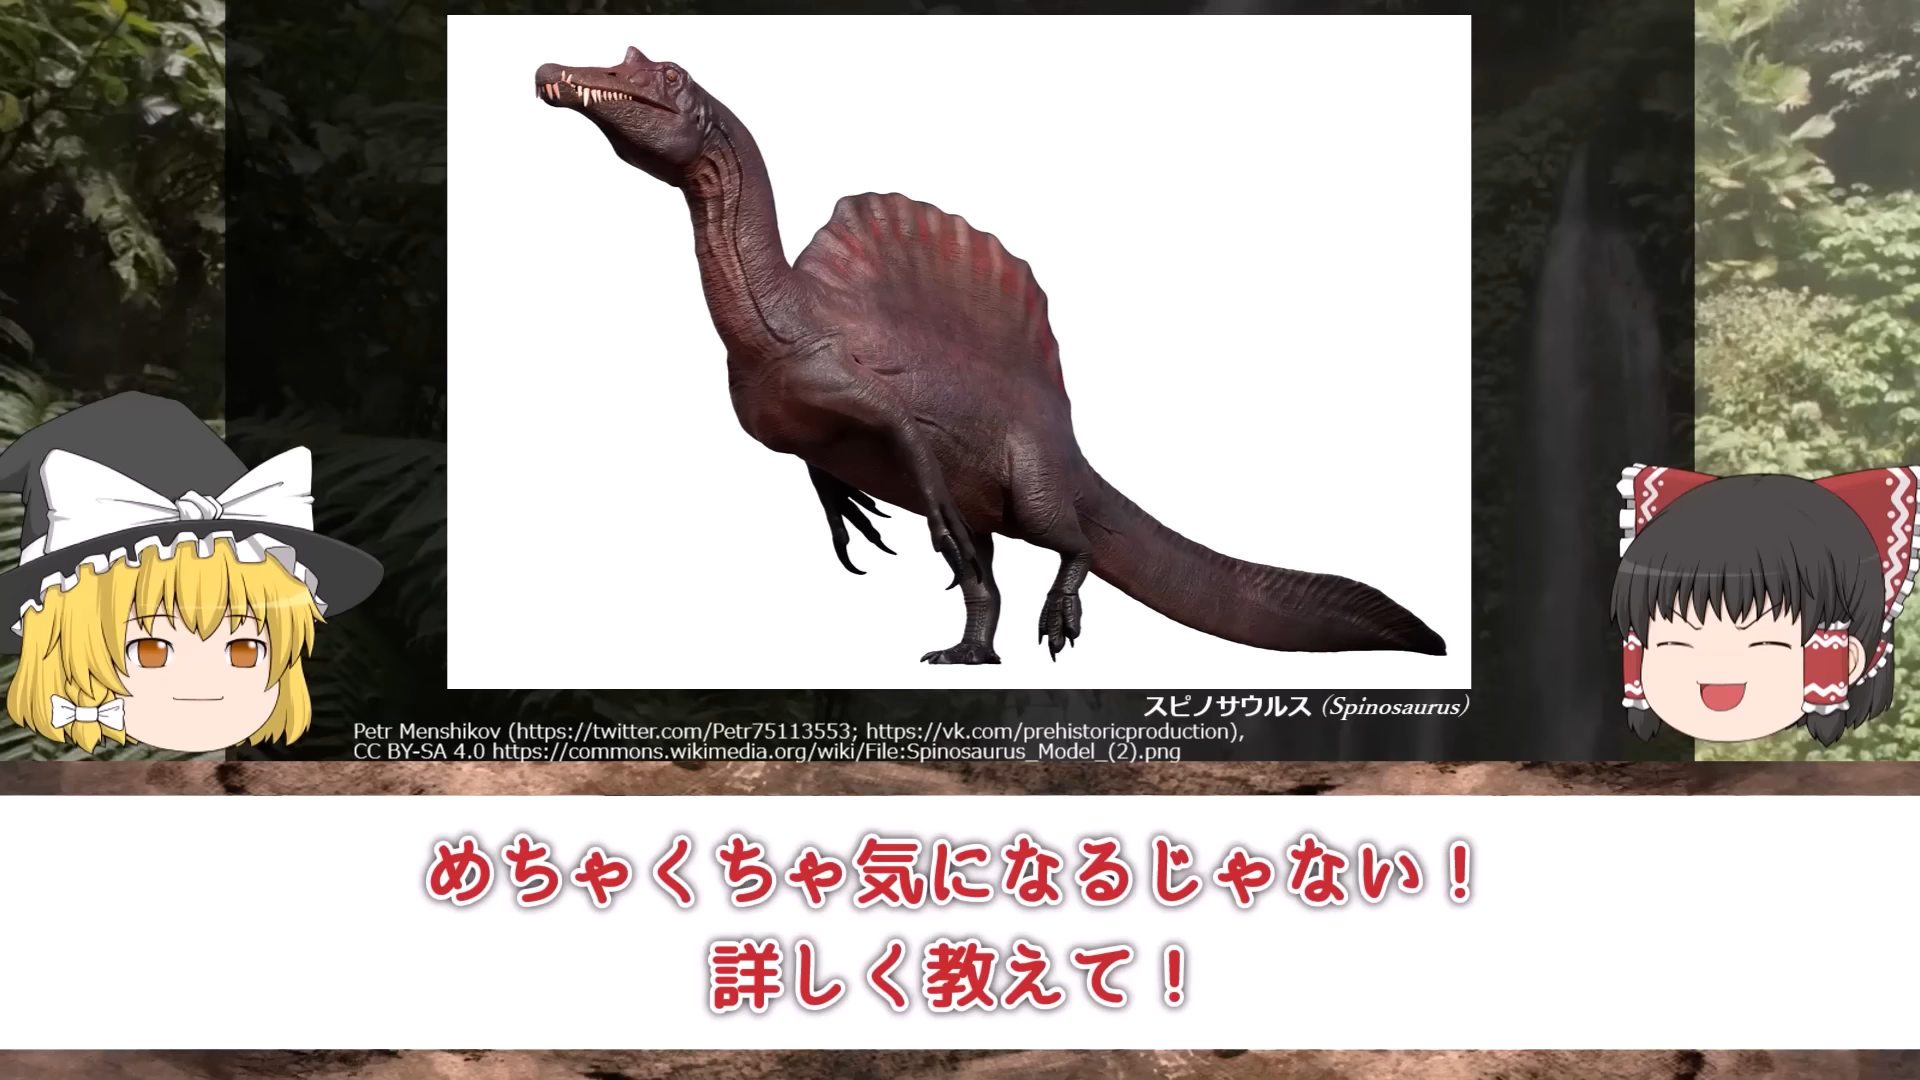 スピノサウルス (Spinosaurus)
Petr Menshikov (https://twitter.com/Petr75113553; https://vk.com/prehistoricproduction),
CC BY-SA 4.0 https://commons.wikimedia.org/wiki/File:Spinosaurus_Model_(2).png
めちゃくちゃ気になるじゃない！
詳しく教えて！